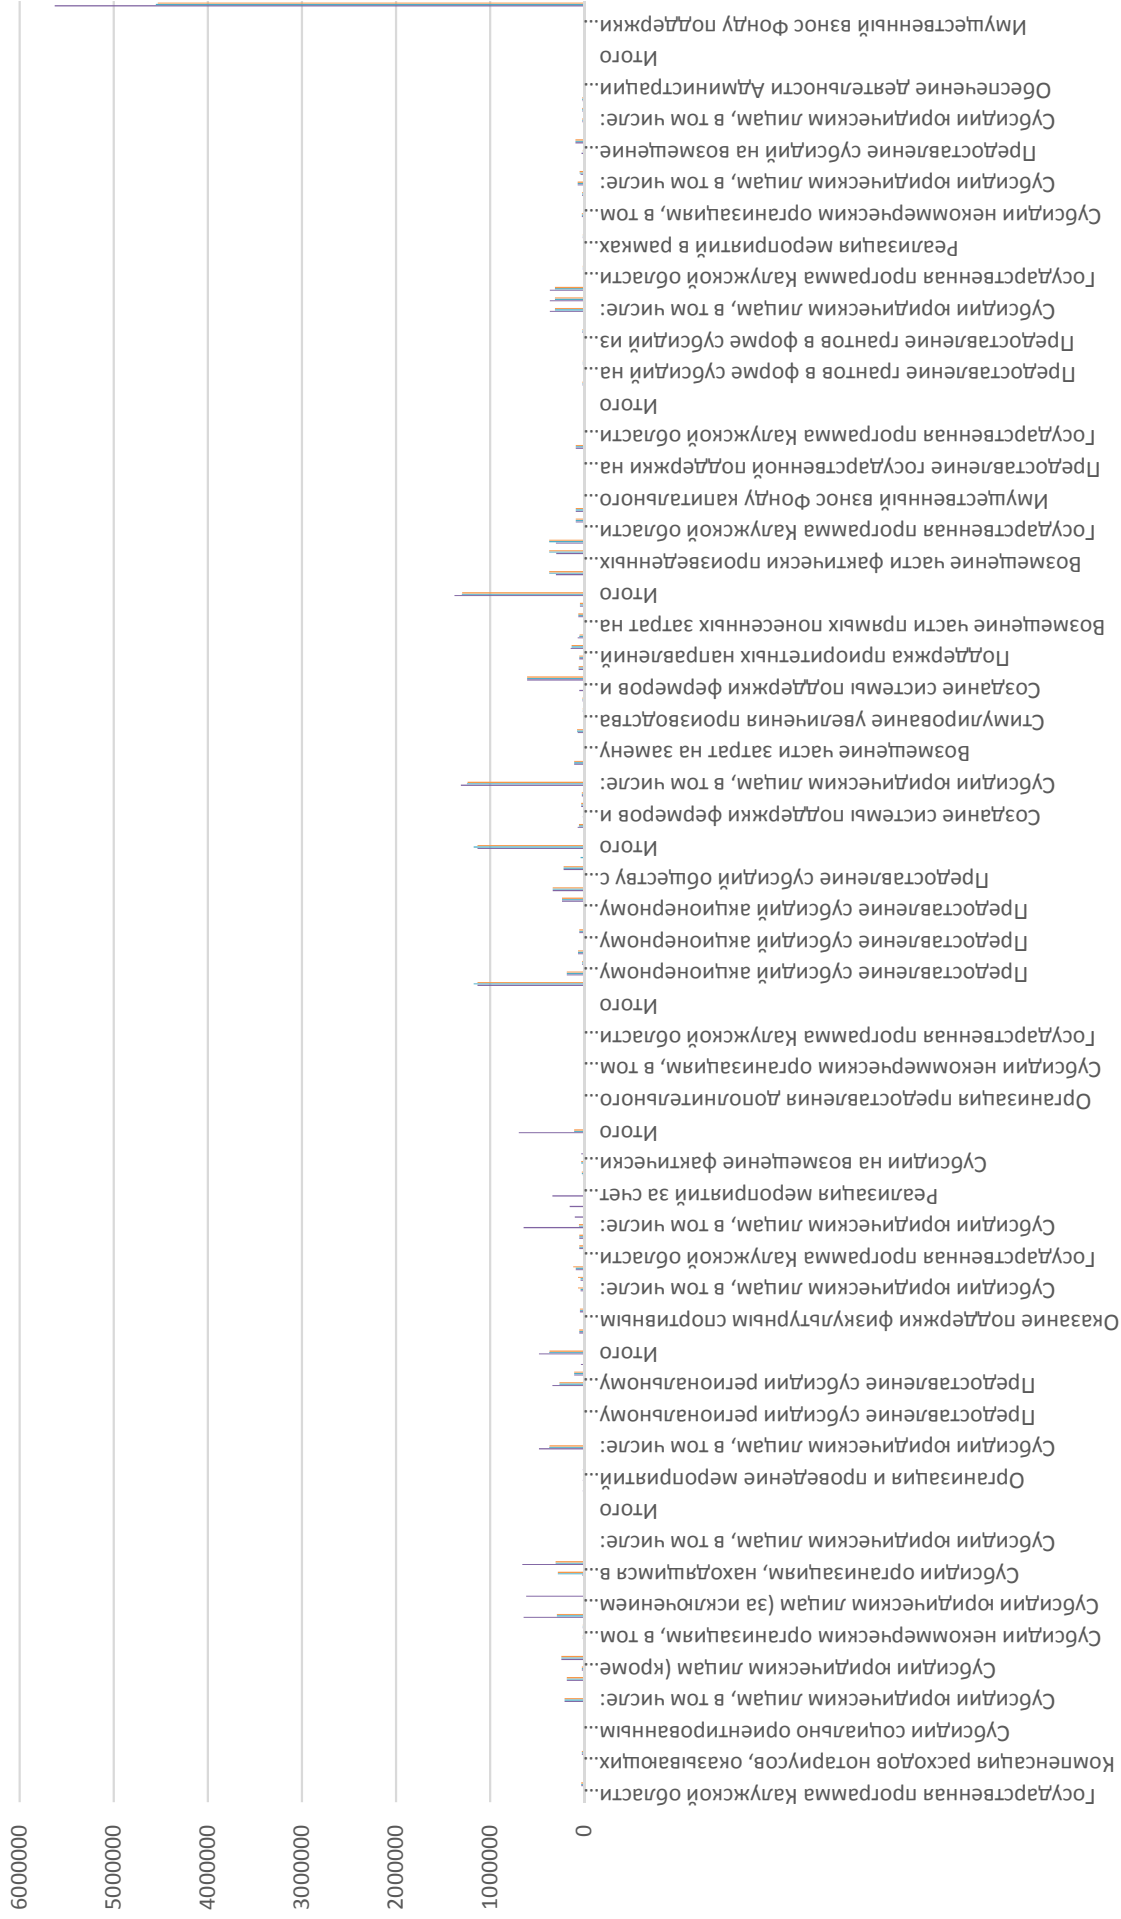 0
1000000
2000000
3000000
4000000
5000000
6000000
Государственная программа Калужской области...
Компенсация расходов нотариусов, оказывающих...
Субсидии социально ориентированным...
Субсидии юридическим лицам, в том числе:
Субсидии юридическим лицам (кроме...
Субсидии некоммерческим организациям, в том...
Субсидии юридическим лицам (за исключением...
Субсидии организациям, находящимся в...
Субсидии юридическим лицам, в том числе:
Итого
Организация и проведение мероприятий...
Субсидии юридическим лицам, в том числе:
Предоставление субсидии региональному...
Предоставление субсидии региональному...
Итого
Оказание поддержки физкультурным спортивным...
Субсидии юридическим лицам, в том числе:
Государственная программа Калужской области...
Субсидии юридическим лицам, в том числе:
Реализация мероприятий за счет...
Субсидии на возмещение фактически...
Итого
Организация предоставления дополнительного...
Субсидии некоммерческим организациям, в том...
Государственная программа Калужской области...
Итого
Предоставление субсидий акционерному...
Предоставление субсидий акционерному...
Предоставление субсидий акционерному...
Предоставление субсидий обществу с...
Итого
Создание системы поддержки фермеров и...
Субсидии юридическим лицам, в том числе:
Возмещение части затрат на замену...
Стимулирование увеличения производства...
Создание системы поддержки фермеров и...
Поддержка приоритетных направлений...
Возмещение части прямых понесенных затрат на...
Итого
Возмещение части фактически произведенных...
Государственная программа Калужской области...
Имущественный взнос Фонду капитального...
Предоставление государственной поддержки на...
Государственная программа Калужской области...
Итого
Предоставление грантов в форме субсидий на...
Предоставление грантов в форме субсидий из...
Субсидии юридическим лицам, в том числе:
Государственная программа Калужской области...
Реализация мероприятий в рамках...
Субсидии некоммерческим организациям, в том...
Субсидии юридическим лицам, в том числе:
Предоставление субсидий на возмещение...
Субсидии юридическим лицам, в том числе:
Обеспечение деятельности Администрации...
Итого
Имущественный взнос Фонду поддержки...